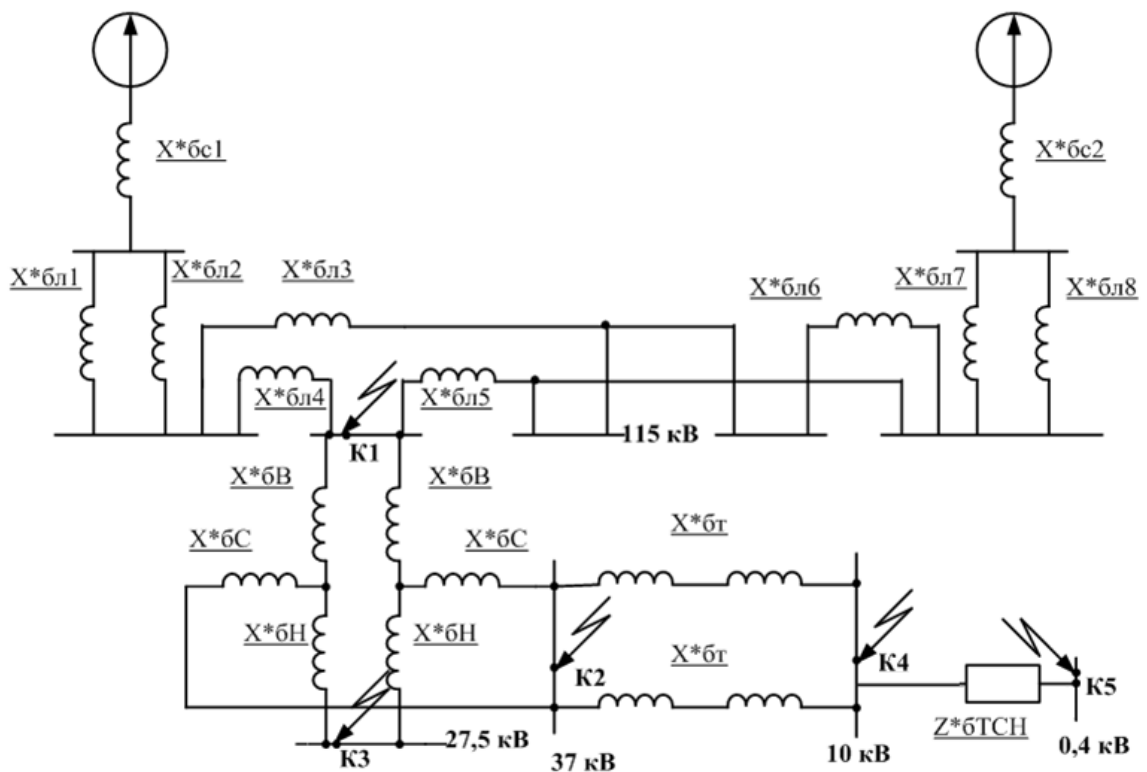 X*бс1
X*бс2
X*бл1
X*бл2
X*бл3
X*бл6
X*бл7
X*бл8
X*бл4
X*бл5
115 кВ
К1
X*бВ
X*бВ
X*бС
X*бС
X*бт
X*бН
X*бН
К2
X*бт
К4
К5
К3
27,5 кВ
37 кВ
10 кВ
Z*бТСН
0,4 кВ